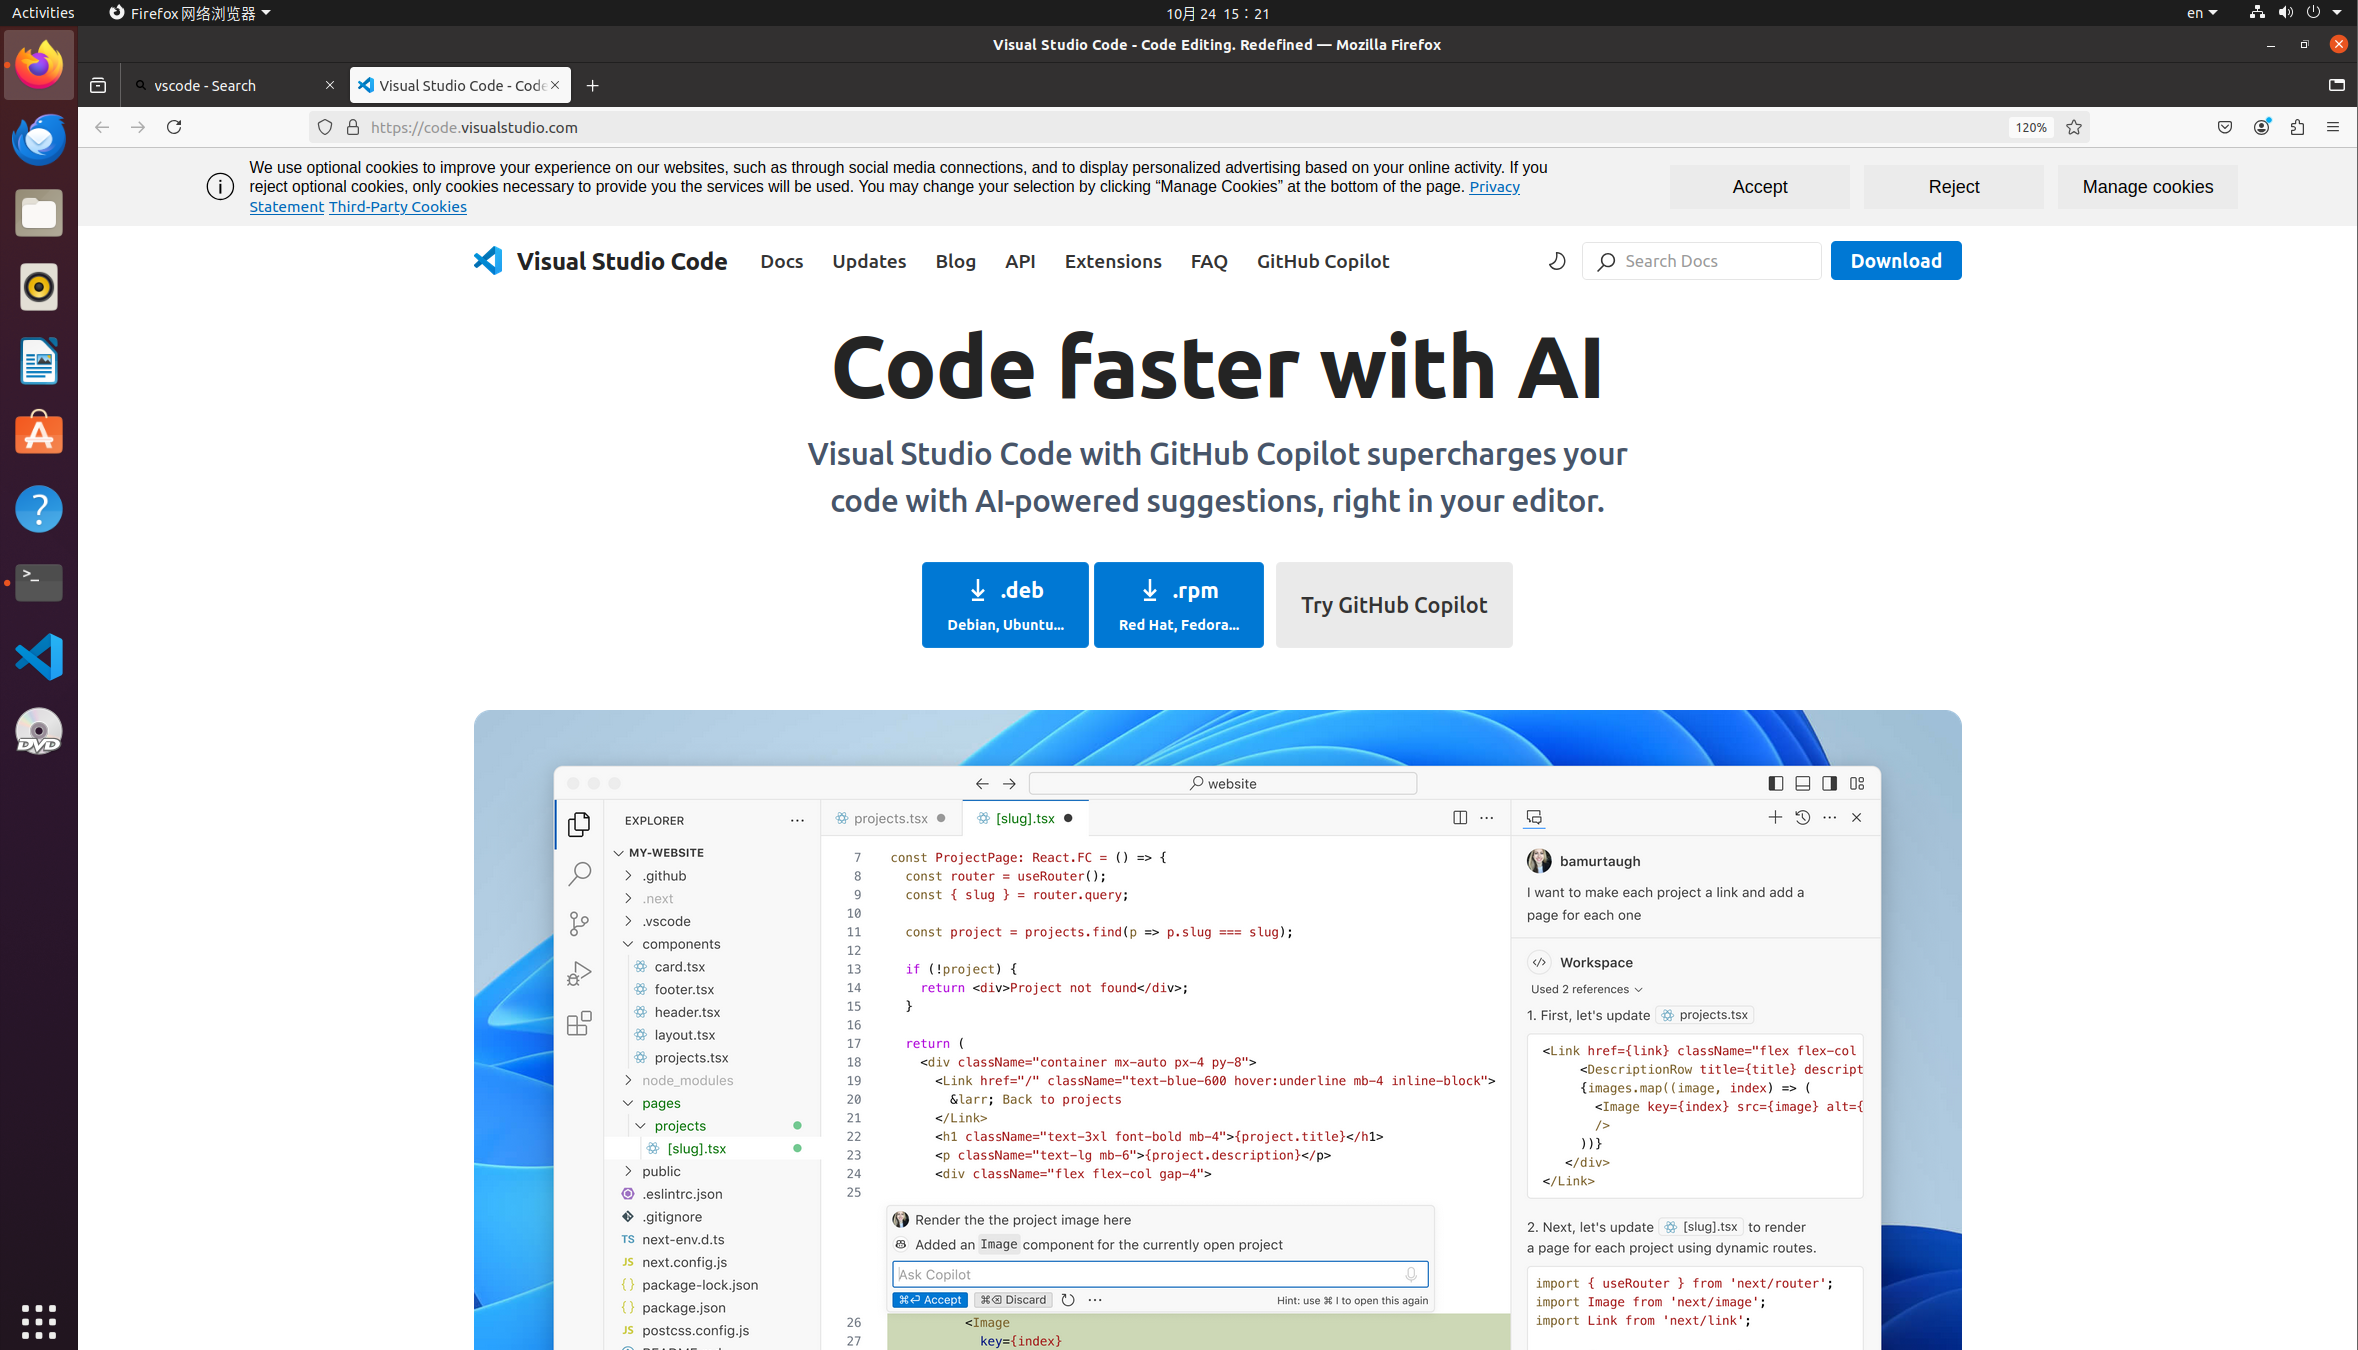 Activities
Firefox 网络浏览器
10月 24 15：21
en
Visual Studio Code - Code Editing. Redefined — Mozilla Firefox
vscode - Search
Visual Studio Code - Code
https://code.visualstudio.com
120%
We use optional cookies to improve your experience on our websites, such as through social media connections, and to display personalized advertising based on your online activity. If you
reject optional cookies, only cookies necessary to provide you the services will be used. You may change your selection by clicking “Manage Cookies” at the bottom of the page. Privacy
Statement Third-Party Cookies
Accept
Reject
Manage cookies
Visual Studio Code
Docs
Updates
Blog
API
Extensions
FAQ
GitHub Copilot
Search Docs
Download
Code faster with AI
Visual Studio Code with GitHub Copilot supercharges your
code with AI-powered suggestions, right in your editor.
.deb
Debian, Ubuntu...
.rpm
Red Hat, Fedora...
Try GitHub Copilot
DVD
website
EXPLORER
MY-WEBSITE
.github
.next
.vscode
components
card.tsx
footer.tsx
header.tsx
layout.tsx
projects.tsx
node_modules
pages
projects
[slug].tsx
public
.eslintrc.json
.gitignore
TS next-env.d.ts
JS next.config.js
{ } package-lock.json
{ } package.json
JS postcss.config.js
projects.tsx
[slug].tsx
7 const ProjectPage: React.FC = () => {
8 const router = useRouter();
9 const { slug } = router.query;
10
11 const project = projects.find(p => p.slug === slug);
12
13 if (!project) {
14 return <div>Project not found</div>;
15 }
16
17 return (
18 <div className="container mx-auto px-4 py-8">
19 <Link href="/" className="text-blue-600 hover:underline mb-4 inline-block">
20 &larr; Back to projects
21 </Link>
22 <h1 className="text-3xl font-bold mb-4">{project.title}</h1>
23 <p className="text-lg mb-6">{project.description}</p>
24 <div className="flex flex-col gap-4">
25
Render the the project image here
Added an Image component for the currently open project
Ask Copilot
⌘⏎ Accept
⌘⌫ Discard
Hint: use ⌘ I to open this again
26 <Image
27 key={index}
bamurtaugh
I want to make each project a link and add a
page for each one
Workspace
Used 2 references
1. First, let's update projects.tsx
<Link href={link} className="flex flex-col
<DescriptionRow title={title} descript
{images.map((image, index) => (
<Image key={index} src={image} alt={
/>
))}
</div>
</Link>
2. Next, let's update [slug].tsx to render
a page for each project using dynamic routes.
import { useRouter } from 'next/router';
import Image from 'next/image';
import Link from 'next/link';